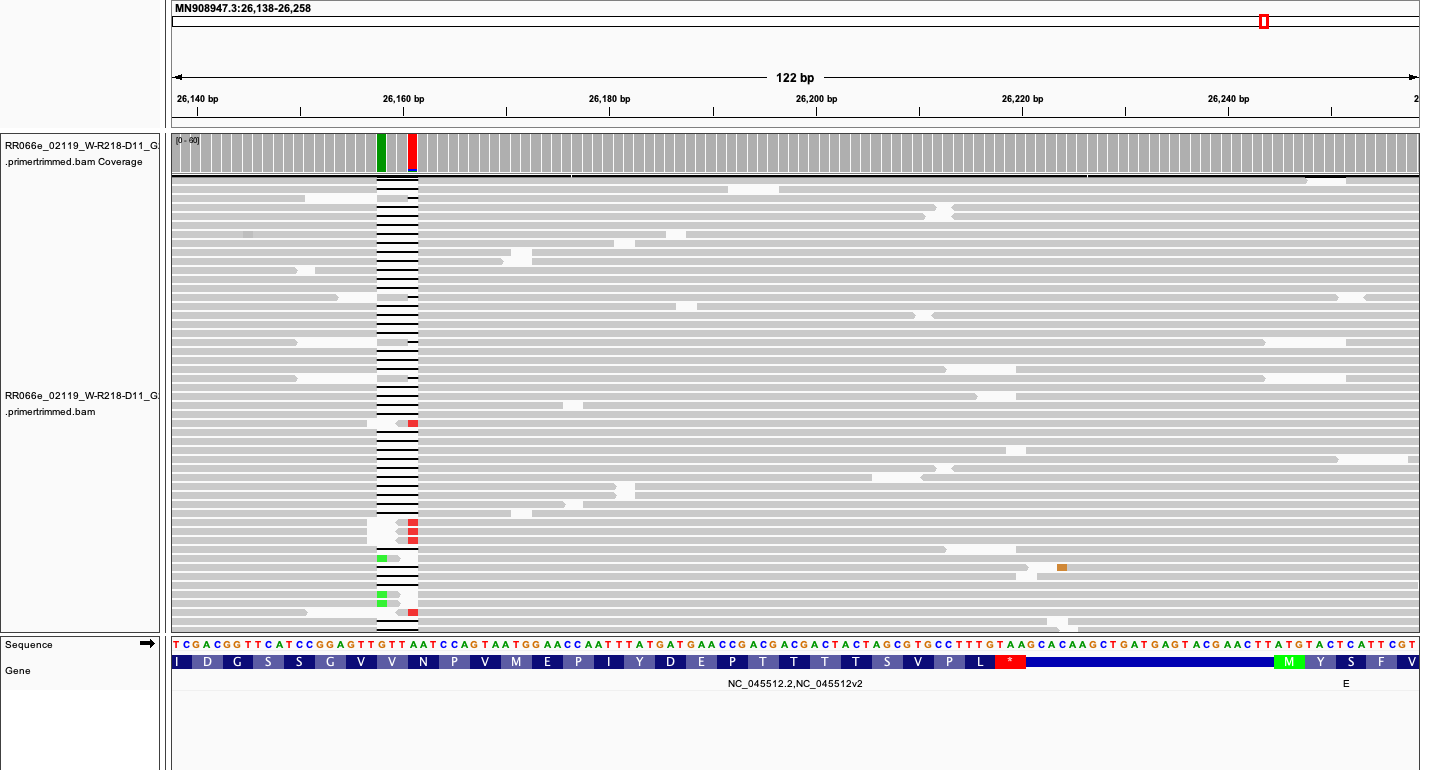 MN908947.3:26,138-26,258
122 bp
26,140 bp 26,160 bp 26,180 bp 26,200 bp 26,220 bp 26,240 bp 2
RR066e_02119_W-R218-D11_G
.primertrimmed.bam Coverage
[0 - 60]
RR066e_02119_W-R218-D11_G
.primertrimmed.bam
Sequence T C G A C G G T T C A T C C G G A G T T G T T A A T C C A G T A A T G G A A C C A A T T T A T G A T G A A C C G A C G A C G A C T A C T A G C G T G C C T T T G T A A G C A C A A G C T G A T G A G T A C G A A C T T A T G T A C T C A T T C G T
Gene I D G S S G V V N P V M E P I Y D E P T T T T S V P L * M Y S F V
NC_045512.2,NC_045512v2 E